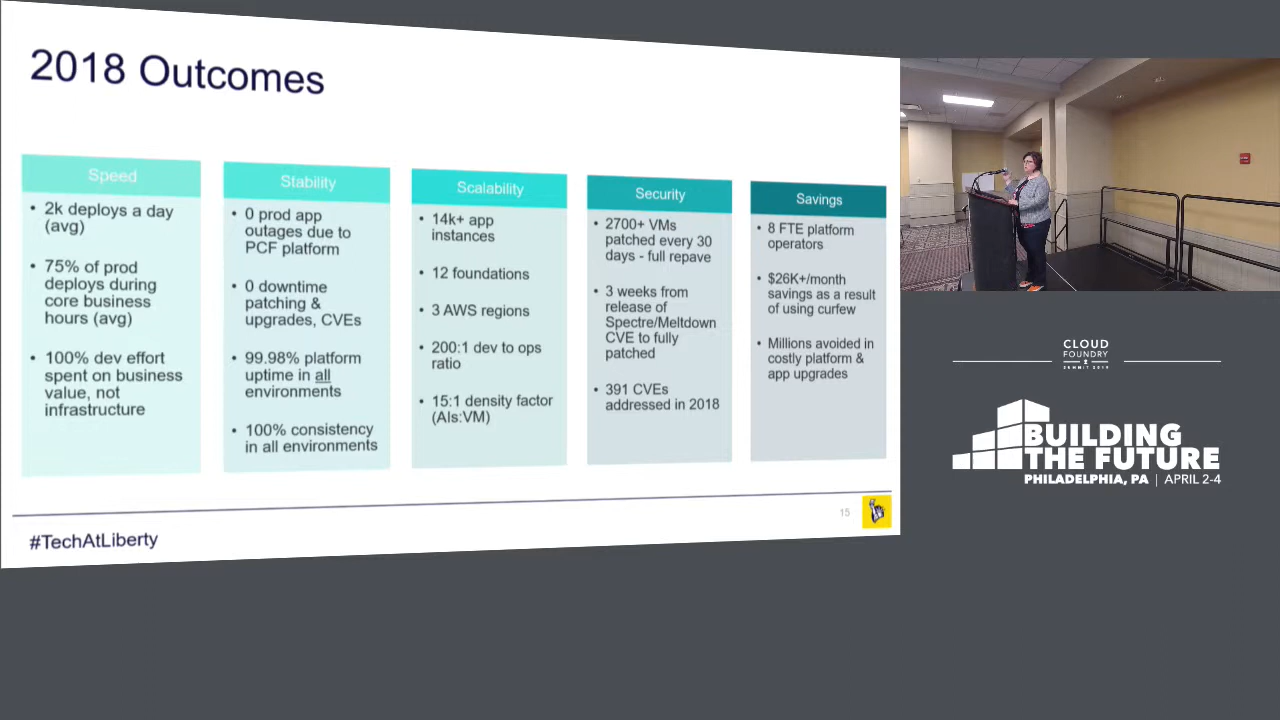 2018 Outcomes
Speed
• 2k deploys a day
(avg)
• 75% of prod
deploys during
core business
hours (avg)
• 100% dev effort
spent on business
value, not
infrastructure
Stability
• 0 prod app
outages due to
PCF platform
• 0 downtime
patching &
upgrades, CVEs
• 99.98% platform
uptime in all
environments
• 100% consistency
in all environments
Scalability
• 14k+ app
instances
• 12 foundations
• 3 AWS regions
• 200:1 dev to ops
ratio
• 15:1 density factor
(AIs:VM)
Security
• 2700+ VMs
patched every 30
days - full repave
• 3 weeks from
release of
Spectre/Meltdown
CVE to fully
patched
• 391 CVEs
addressed in 2018
Savings
• 8 FTE platform
operators
• $26K+/month
savings as a result
of using curfew
• Millions avoided in
costly platform &
app upgrades
15
#TechAtLiberty
CLOUD
FOUNDRY
SUMMIT 2019
BUILDING
THE FUTURE
PHILADELPHIA, PA | APRIL 2-4